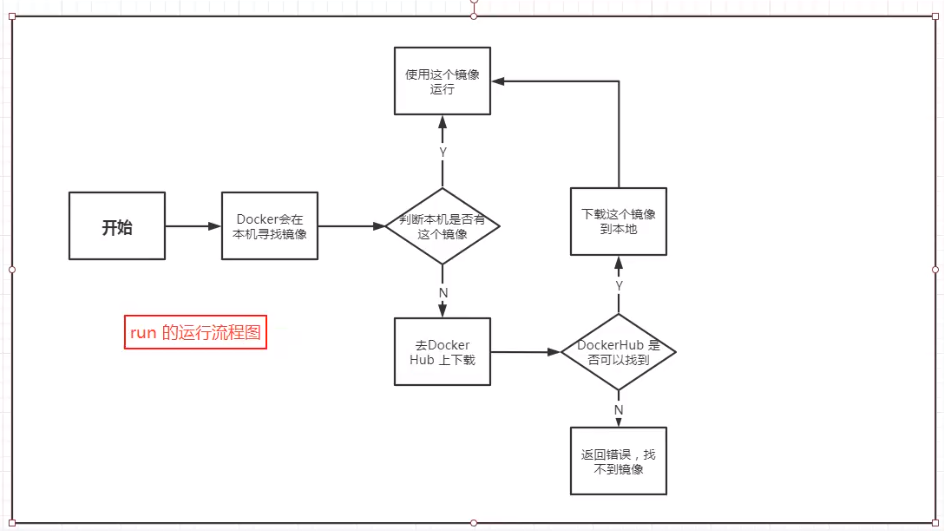 使用这个镜像
运行
Y
开始
Docker会在
本机寻找镜像
判断本机是否有
这个镜像
下载这个镜像
到本地
N
Y
run 的运行流程图
去Docker
Hub 上下载
DockerHub 是
否可以找到
N
返回错误，找
不到镜像